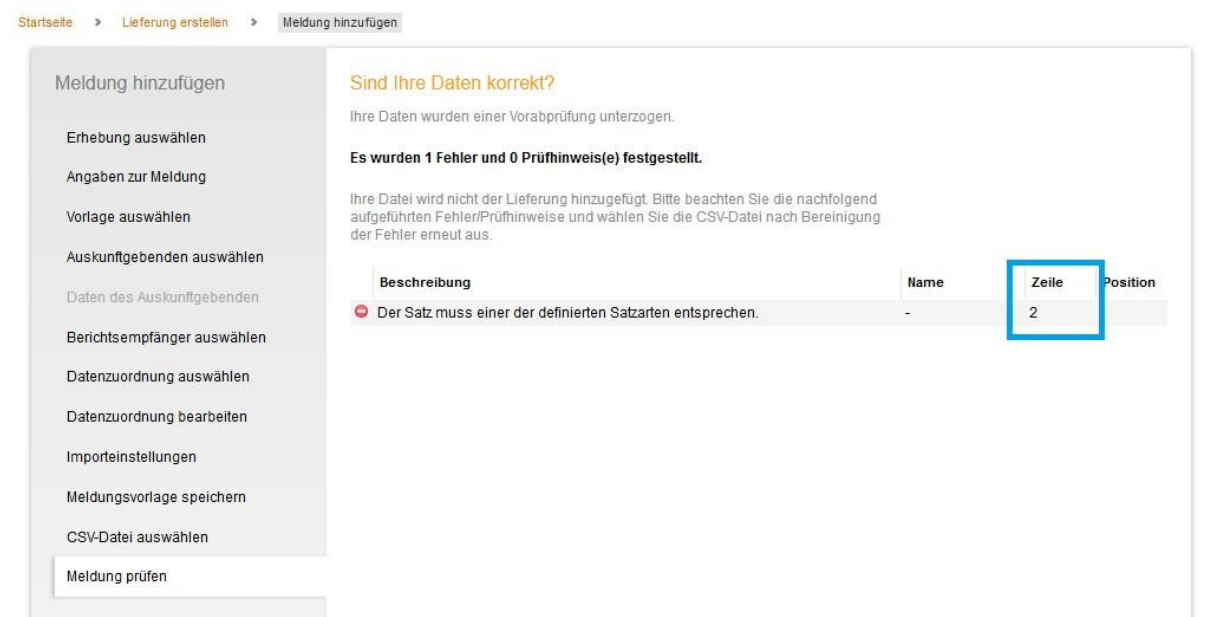 Startseite > Lieferung erstellen > Meldung hinzufügen
Meldung hinzufügen
Erhebung auswählen
Angaben zur Meldung
Vorlage auswählen
Auskunftgebenden auswählen
Daten des Auskunftgebenden
Berichtsempfänger auswählen
Datenzuordnung auswählen
Datenzuordnung bearbeiten
Importeinstellungen
Meldungsvorlage speichern
CSV-Datei auswählen
Meldung prüfen
Sind Ihre Daten korrekt?
Ihre Daten wurden einer Vorabprüfung unterzogen.
Es wurden 1 Fehler und 0 Prüfhinweis(e) festgestellt.
Ihre Datei wird nicht der Lieferung hinzugefügt. Bitte beachten Sie die nachfolgend
aufgeführten Fehler/Prüfhinweise und wählen Sie die CSV-Datei nach Bereinigung
der Fehler erneut aus.
Beschreibung Name Zeile Position
Der Satz muss einer der definierten Satzarten entsprechen. - 2